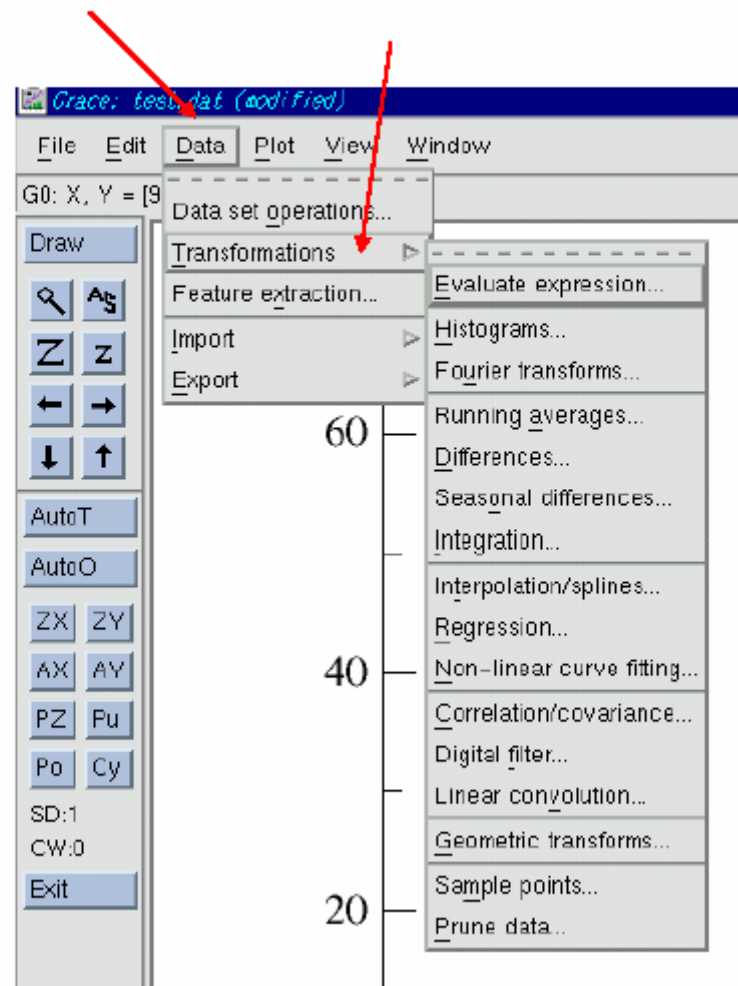 Grace: test.dat (modified)
File Edit Data Plot View Window
G0: X, Y = [9
Data set operations...
Transformations
Feature extraction...
Import
Export
Evaluate expression...
Histograms...
Fourier transforms...
Running averages...
Differences...
Seasonal differences...
Integration...
Interpolation/splines...
Regression...
Non-linear curve fitting...
Correlation/covariance...
Digital filter...
Linear convolution...
Geometric transforms...
Sample points...
Prune data...
Draw
AS
Z z
AutoT
AutoO
ZX ZY
AX AY
PZ Pu
Po Cy
SD:1
CW:0
Exit
60
40
20